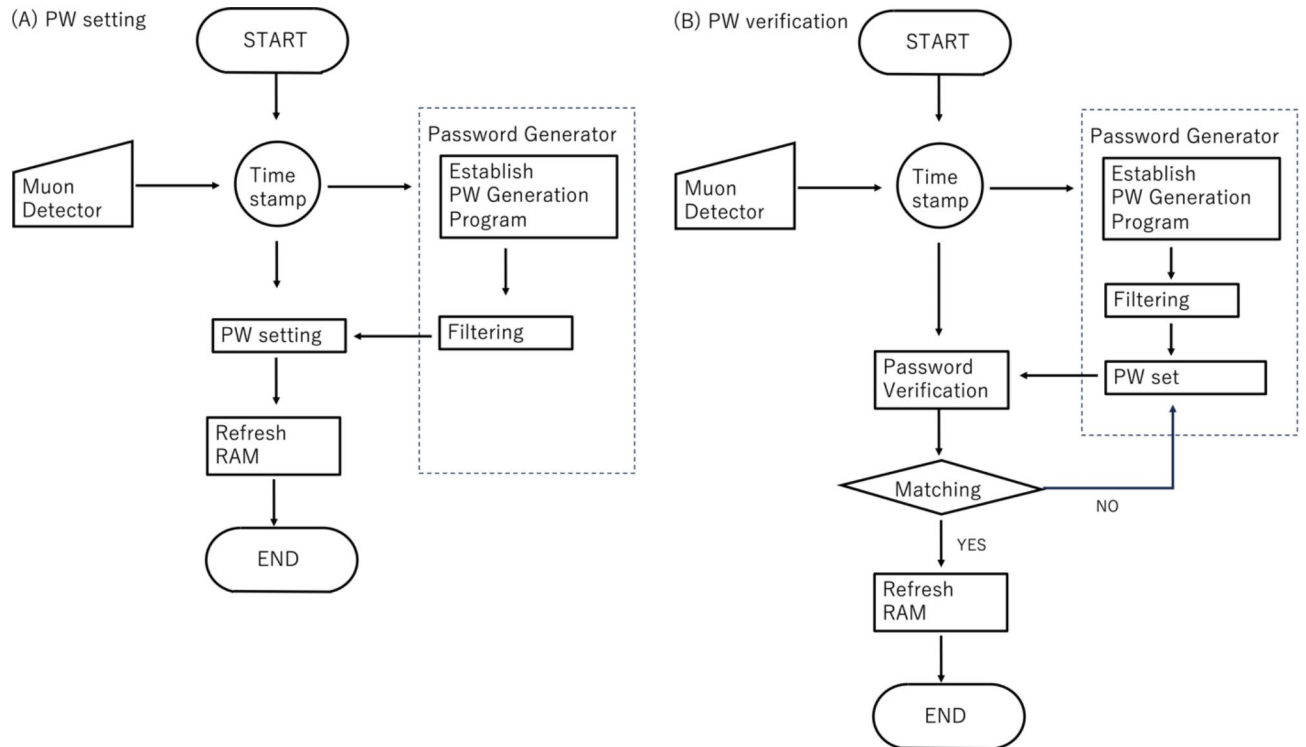 (A) PW setting
START
Muon
Detector
Time
stamp
Password Generator
Establish
PW Generation
Program
Filtering
PW setting
Refresh
RAM
END
(B) PW verification
START
Muon
Detector
Time
stamp
Password Generator
Establish
PW Generation
Program
Filtering
PW set
Password
Verification
Matching
NO
YES
Refresh
RAM
END